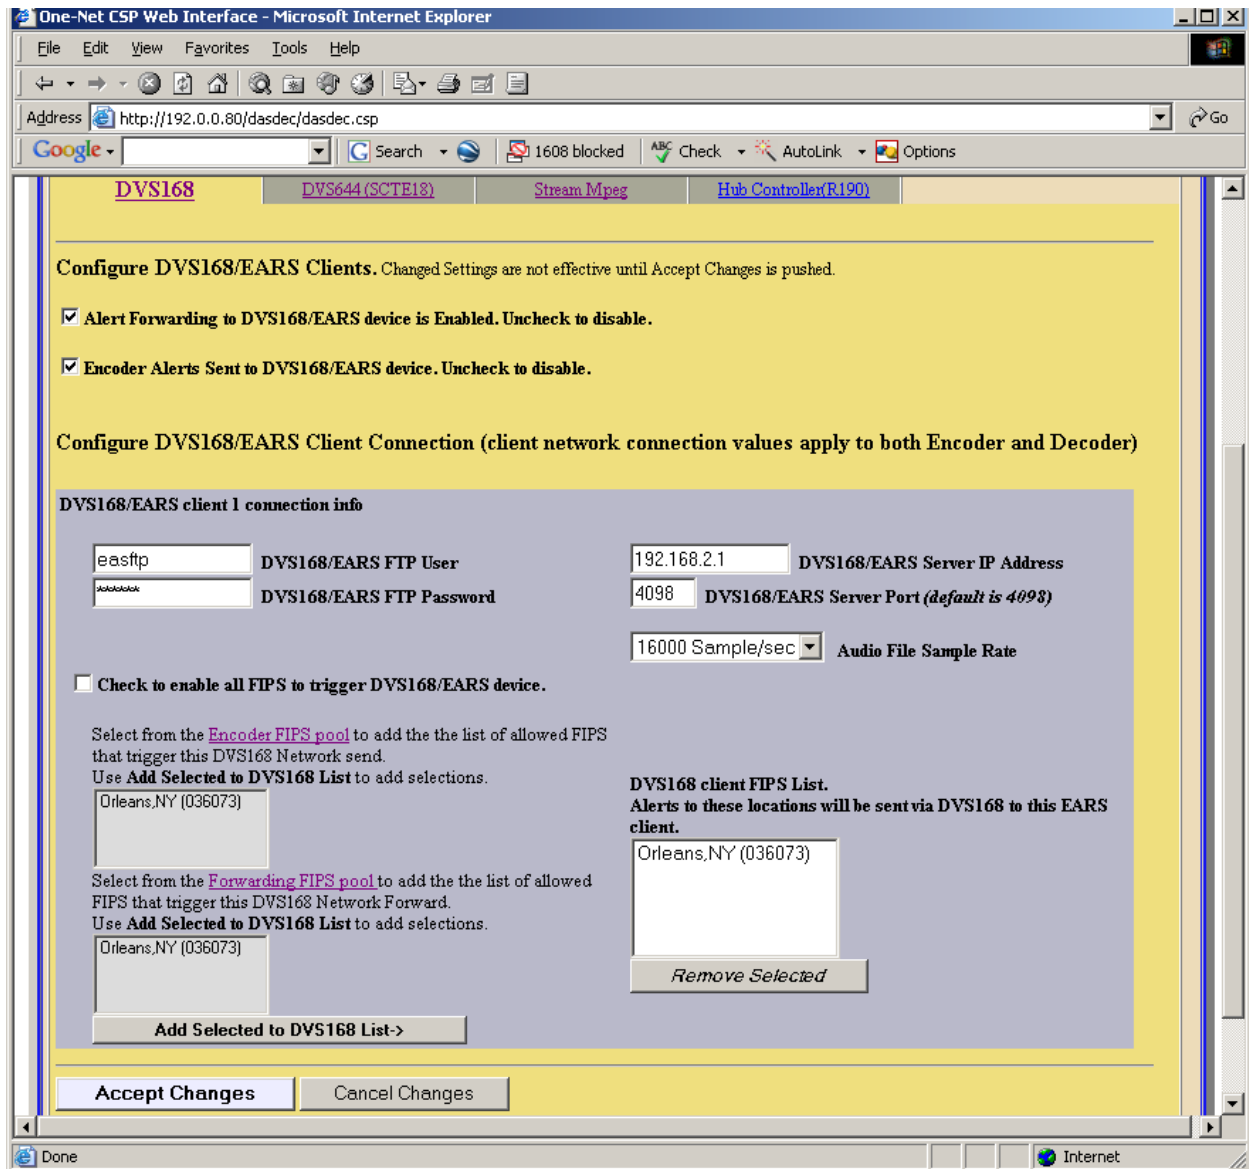 One-Net CSP Web Interface - Microsoft Internet Explorer
File Edit View Favorites Tools Help
Address http://192.0.0.80/dasdec/dasdec.csp Go
Google Search 1608 blocked ABC Check AutoLink Options
DVS168 DVS644 (SCTE18) Stream Mpeg Hub Controller(R190)
Configure DVS168/EARS Clients. Changed Settings are not effective until Accept Changes is pushed.
Alert Forwarding to DVS168/EARS device is Enabled. Uncheck to disable.
Encoder Alerts Sent to DVS168/EARS device. Uncheck to disable.
Configure DVS168/EARS Client Connection (client network connection values apply to both Encoder and Decoder)
DVS168/EARS client 1 connection info
easftp DVS168/EARS FTP User 192.168.2.1 DVS168/EARS Server IP Address
******* DVS168/EARS FTP Password 4098 DVS168/EARS Server Port (default is 4098)
16000 Sample/sec Audio File Sample Rate
Check to enable all FIPS to trigger DVS168/EARS device.
Select from the Encoder FIPS pool to add the the list of allowed FIPS
that trigger this DVS168 Network send.
Use Add Selected to DVS168 List to add selections.
Orleans,NY (036073)
DVS168 client FIPS List.
Alerts to these locations will be sent via DVS168 to this EARS
client.
Orleans,NY (036073)
Select from the Forwarding FIPS pool to add the the list of allowed
FIPS that trigger this DVS168 Network Forward.
Use Add Selected to DVS168 List to add selections.
Orleans,NY (036073)
Remove Selected
Add Selected to DVS168 List->
Accept Changes Cancel Changes
Done Internet